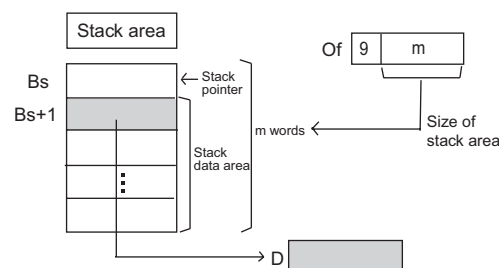 Stack area
Of 9 m
Bs
Stack
pointer
Bs+1
m words
Size of
stack area
Stack
data area
D